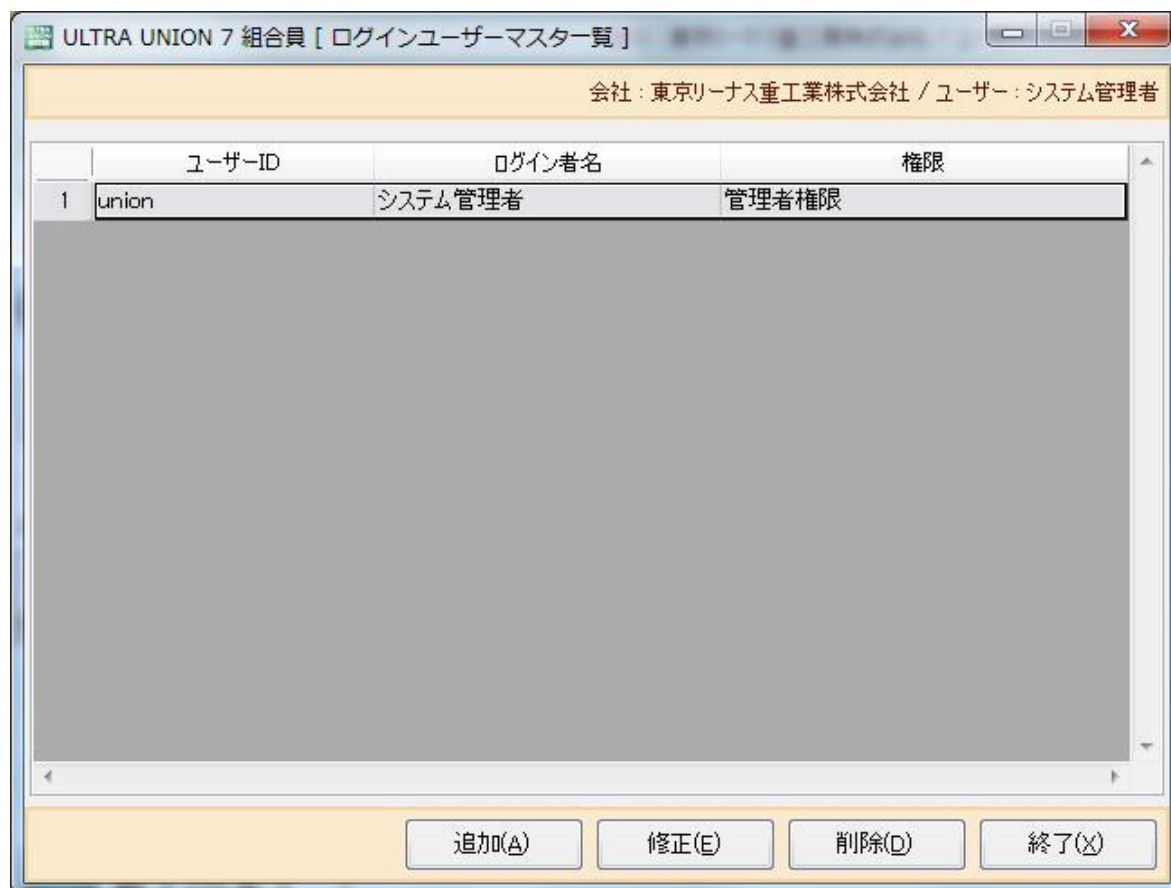 ULTRA UNION 7 組合員 [ ログインユーザーマスター覧 ]
会社 : 東京リーナス重工業株式会社 / ユーザー : システム管理者
ユーザーID ログイン者名 権限
1 union システム管理者 管理者権限
追加(A) 修正(E) 削除(D) 終了(X)